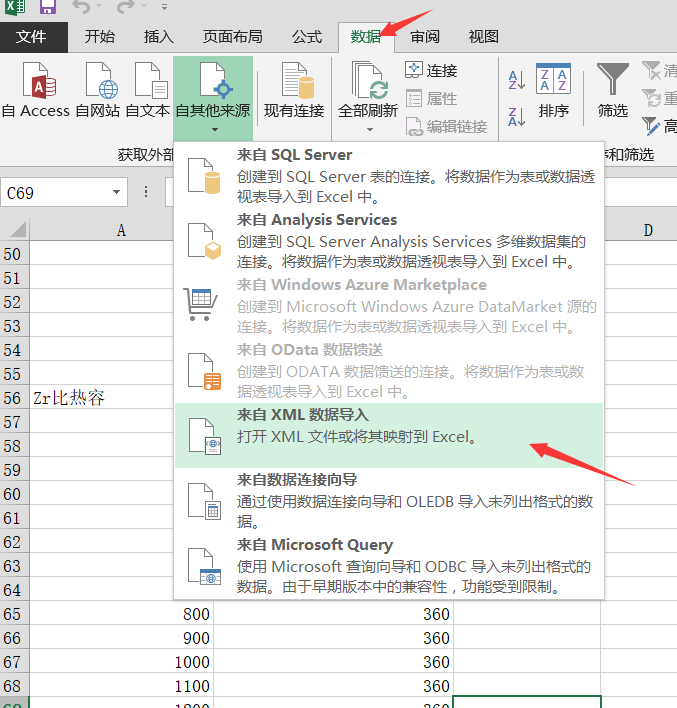 文件 开始 插入 页面布局 公式 数据 审阅 视图
自 Access 自网站 自文本 自其他来源 现有连接 全部刷新 连接 属性 编辑链接 排序 筛选
获取外部
和筛选
C69
来自 SQL Server
创建到 SQL Server 表的连接。将数据作为表或数据透
视表导入到 Excel 中。
A
D
来自 Analysis Services
创建到 SQL Server Analysis Services 多维数据集的
连接。将数据作为表或数据透视表导入到 Excel 中。
来自 Windows Azure Marketplace
创建到 Microsoft Windows Azure DataMarket 源的
连接。将数据作为表或数据透视表导入到 Excel 中。
来自 OData 数据馈送
创建到 ODATA 数据馈送的连接。将数据作为表或数
据透视表导入到 Excel 中。
来自 XML 数据导入
打开 XML 文件或将其映射到 Excel。
来自数据连接向导
通过使用数据连接向导和 OLEDB 导入未列出格式的数
据。
来自 Microsoft Query
使用 Microsoft 查询向导和 ODBC 导入未列出格式的
数据。由于早期版本中的兼容性，功能受到限制。
50
51
52
53
54
55
56 Zr比热容
57
58
59
60
61
62
63
64
65 800 360
66 900 360
67 1000 360
68 1100 360